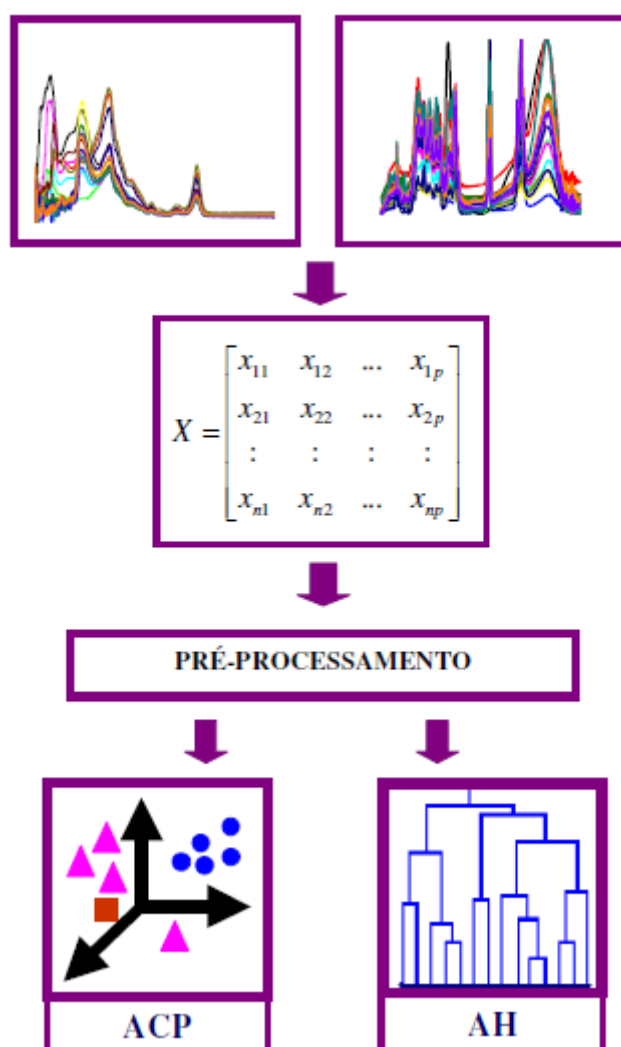 x11 x12 ... x1p
x21 x22 ... x2p
X =
: : : :
xn1 xn2 ... xnp
PRÉ-PROCESSAMENTO
ACP AH